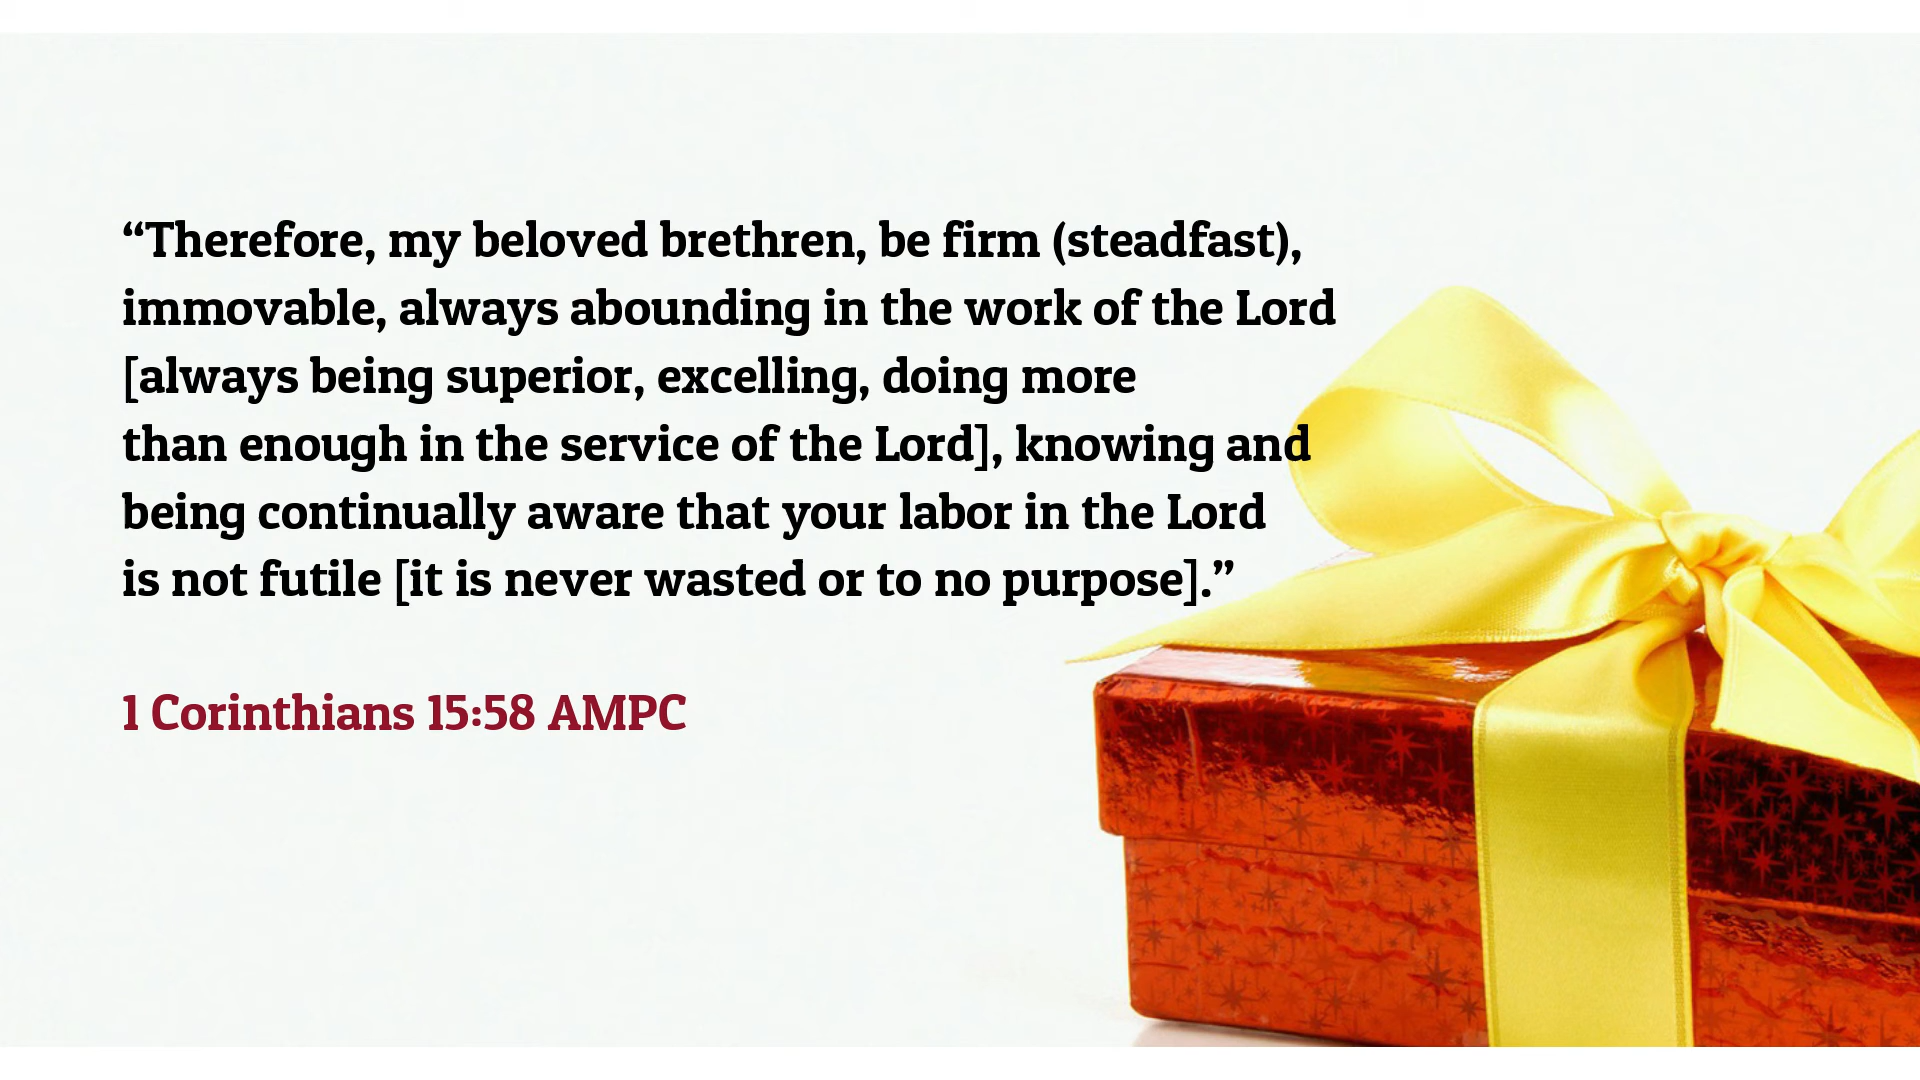 “Therefore, my beloved brethren, be firm (steadfast),
immovable, always abounding in the work of the Lord
[always being superior, excelling, doing more
than enough in the service of the Lord], knowing and
being continually aware that your labor in the Lord
is not futile [it is never wasted or to no purpose].”
1 Corinthians 15:58 AMPC